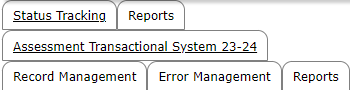 Status Tracking Reports
Assessment Transactional System 23-24
Record Management Error Management Reports